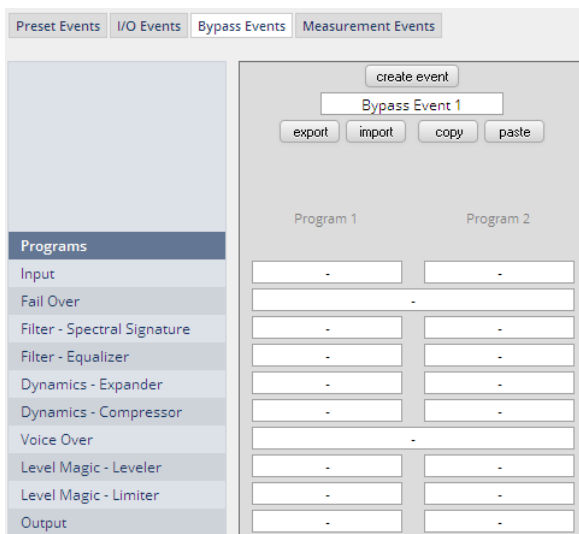 Preset Events I/O Events Bypass Events Measurement Events
create event
Bypass Event 1
export import copy paste
Program 1 Program 2
Programs
Input - -
Fail Over -
Filter - Spectral Signature - -
Filter - Equalizer - -
Dynamics - Expander - -
Dynamics - Compressor - -
Voice Over -
Level Magic - Leveler - -
Level Magic - Limiter - -
Output - -